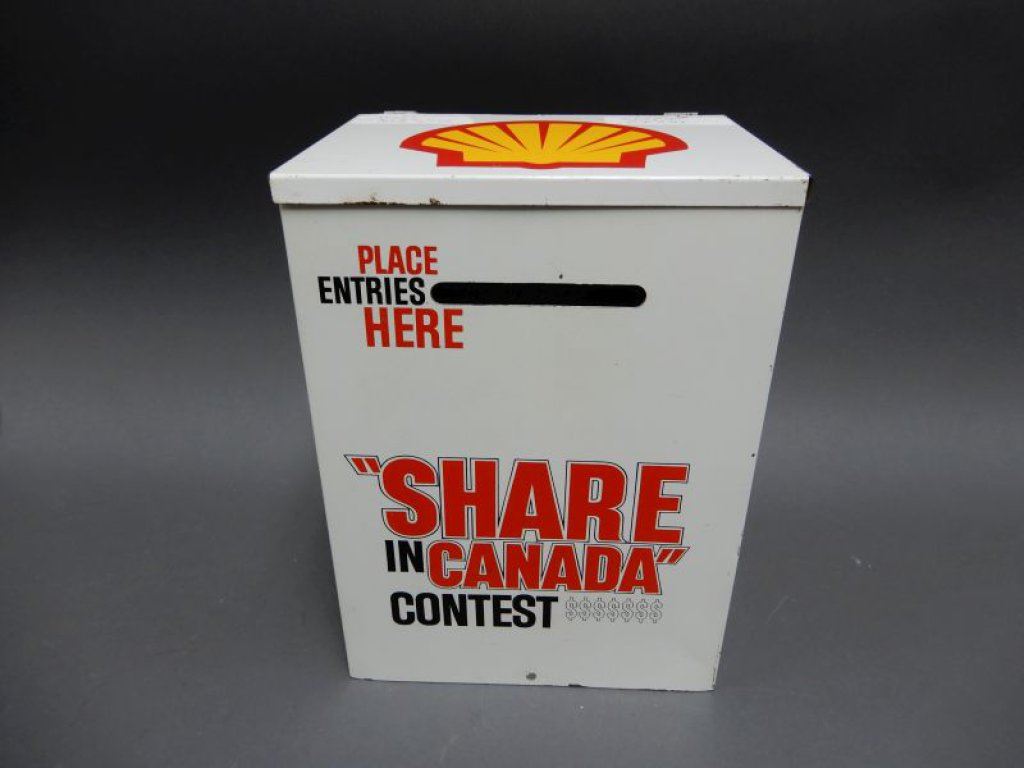 PLACE
ENTRIES
HERE
"SHARE
IN CANADA"
CONTEST $$$$$$$